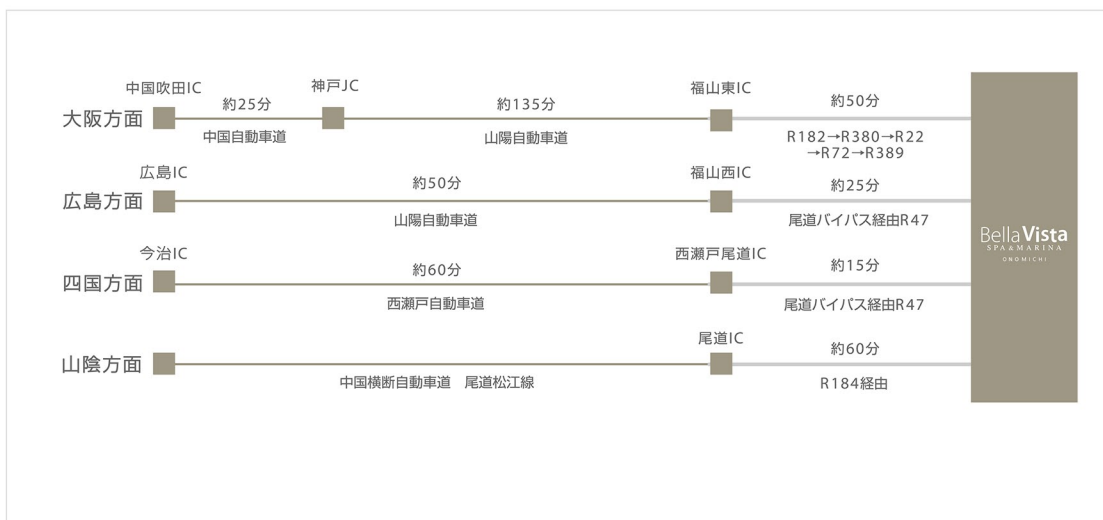 中国吹田IC
神戸JC
福山東IC
大阪方面
約25分
約135分
約50分
中国自動車道
山陽自動車道
R182→R380→R22
→R72→R389
広島IC
福山西IC
広島方面
約50分
約25分
山陽自動車道
尾道バイパス経由R47
今治IC
西瀬戸尾道IC
四国方面
約60分
約15分
西瀬戸自動車道
尾道バイパス経由R47
尾道IC
山陰方面
約60分
中国横断自動車道 尾道松江線
R184経由
Bella Vista
SPA & MARINA
ONOMICHI